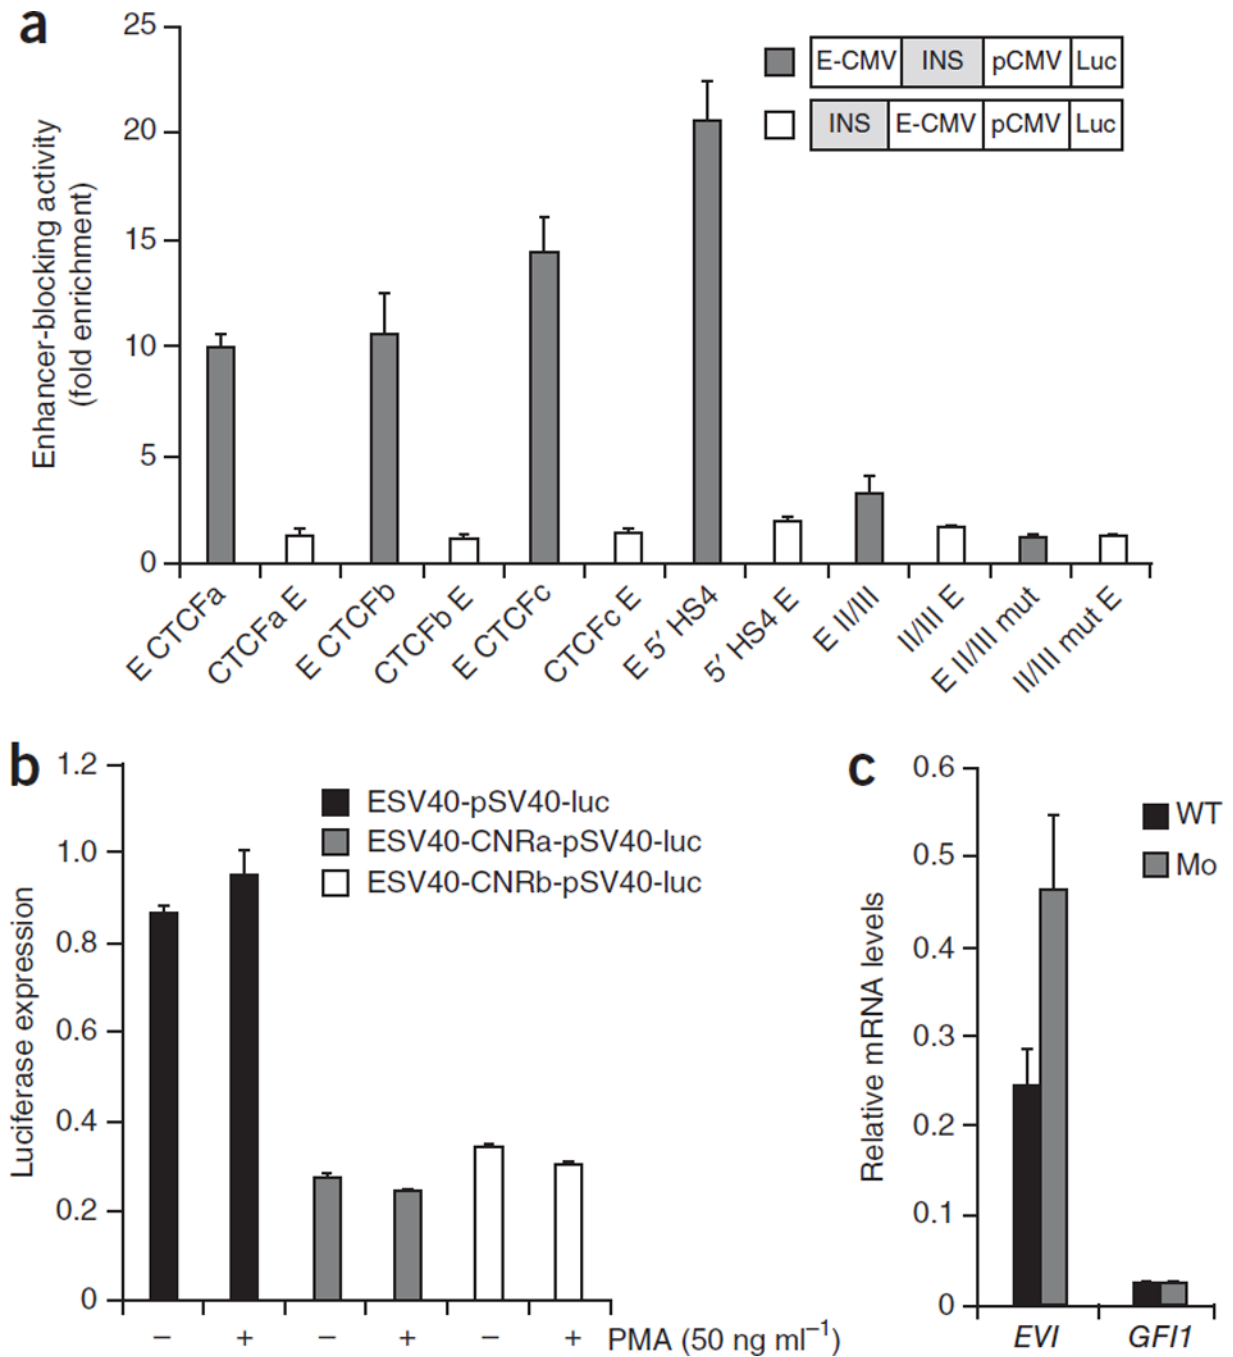 a
25
20
15
10
5
0
Enhancer-blocking activity
(fold enrichment)
E-CMV INS pCMV Luc
INS E-CMV pCMV Luc
E CTCFa
CTCFa E
E CTCFb
CTCFb E
E CTCFc
CTCFc E
E 5′ HS4
5′ HS4 E
E II/III
II/III E
E II/III mut
II/III mut E
b
1.2
1.0
0.8
0.6
0.4
0.2
0
Luciferase expression
ESV40-pSV40-luc
ESV40-CNRa-pSV40-luc
ESV40-CNRb-pSV40-luc
– + – + – + PMA (50 ng ml⁻¹)
c
0.6
0.5
0.4
0.3
0.2
0.1
0
Relative mRNA levels
WT
Mo
EVI GFI1